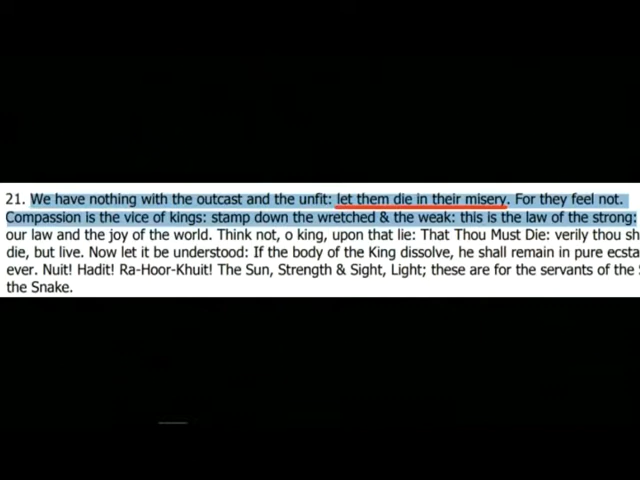 21. We have nothing with the outcast and the unfit: let them die in their misery. For they feel not.
Compassion is the vice of kings: stamp down the wretched & the weak: this is the law of the strong:
our law and the joy of the world. Think not, o king, upon that lie: That Thou Must Die: verily thou sh
die, but live. Now let it be understood: If the body of the King dissolve, he shall remain in pure ecsta
ever. Nuit! Hadit! Ra-Hoor-Khuit! The Sun, Strength & Sight, Light; these are for the servants of the S
the Snake.